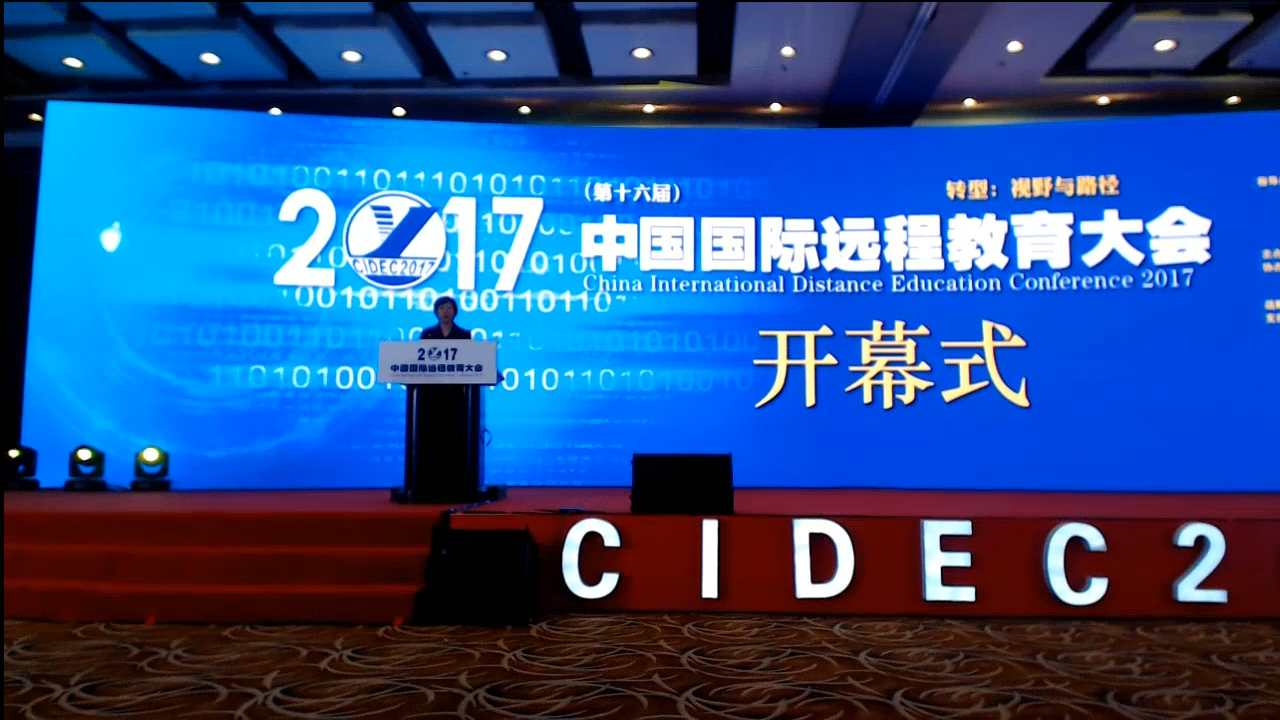 (第十六届)
转型：视野与路径
2017
CIDEC2017
中国国际远程教育大会
China International Distance Education Conference 2017
开幕式
2017
中国国际远程教育大会
CIDEC2